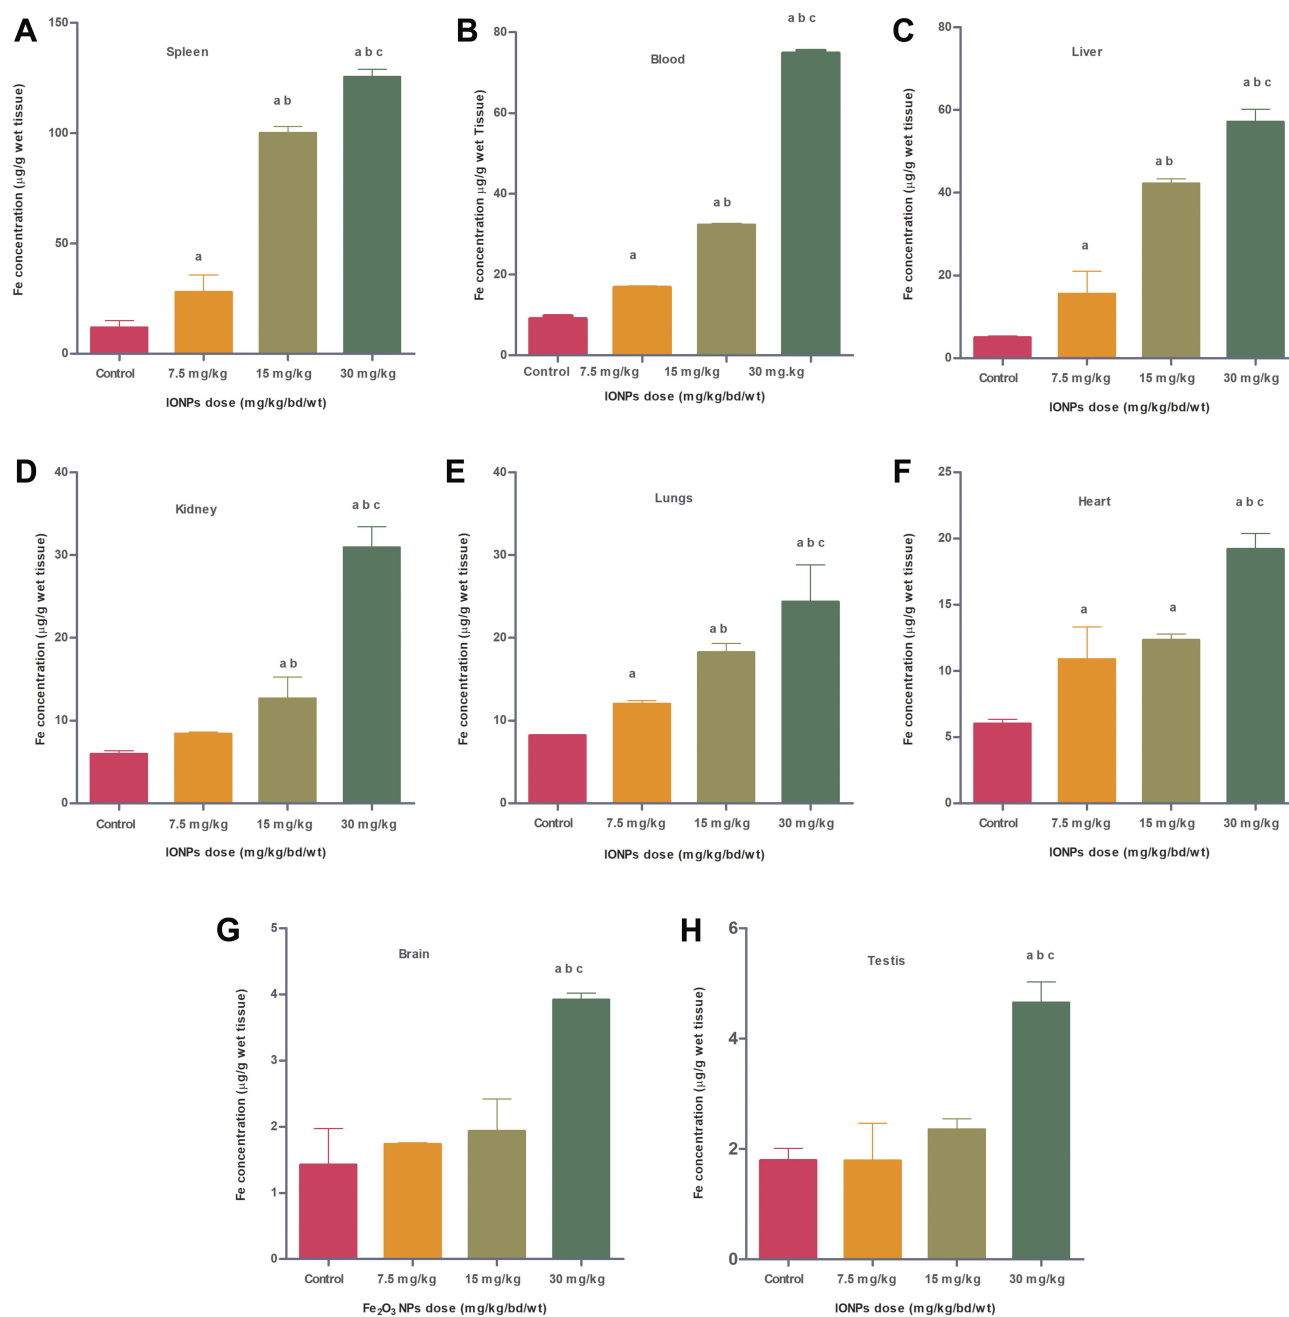 A
Spleen
Fe concentration (µg/g wet tissue)
150
100
50
0
a
a b
a b c
Control 7.5 mg/kg 15 mg/kg 30 mg/kg
IONPs dose (mg/kg/bd/wt)
B
Blood
Fe concentration µg/g wet Tissue)
80
60
40
20
0
a
a b
a b c
Control 7.5 mg/kg 15 mg/kg 30 mg.kg
IONPs dose (mg/kg/bd/wt)
C
Liver
Fe concentration (µg/g wet tissue)
80
60
40
20
0
a
a b
a b c
Control 7.5 mg/kg 15 mg/kg 30 mg/kg
IONPs dose (mg/kg/bd/wt)
D
Kidney
Fe concentration (µg/g wet tissue)
40
30
20
10
0
a b
a b c
Control 7.5 mg/kg 15 mg/kg 30 mg/kg
IONPs dose (mg/kg/bd/wt)
E
Lungs
Fe concentration (µg/g wet tissue)
40
30
20
10
0
a
a b
a b c
Control 7.5 mg/kg 15 mg/kg 30 mg/kg
IONPs dose (mg/kg/bd/wt)
F
Heart
Fe concentration (µg/g wet tissue)
25
20
15
10
5
0
a
a
a b c
Control 7.5 mg/kg 15 mg/kg 30 mg/kg
IONPs dose (mg/kg/bd/wt)
G
Brain
Fe concentration (µg/g wet tissue)
5
4
3
2
1
0
a b c
Control 7.5 mg/kg 15 mg/kg 30 mg/kg
Fe₂O₃ NPs dose (mg/kg/bd/wt)
H
Testis
Fe concentration (µg/g wet tissue)
6
4
2
0
a b c
Control 7.5 mg/kg 15 mg/kg 30 mg/kg
IONPs dose (mg/kg/bd/wt)